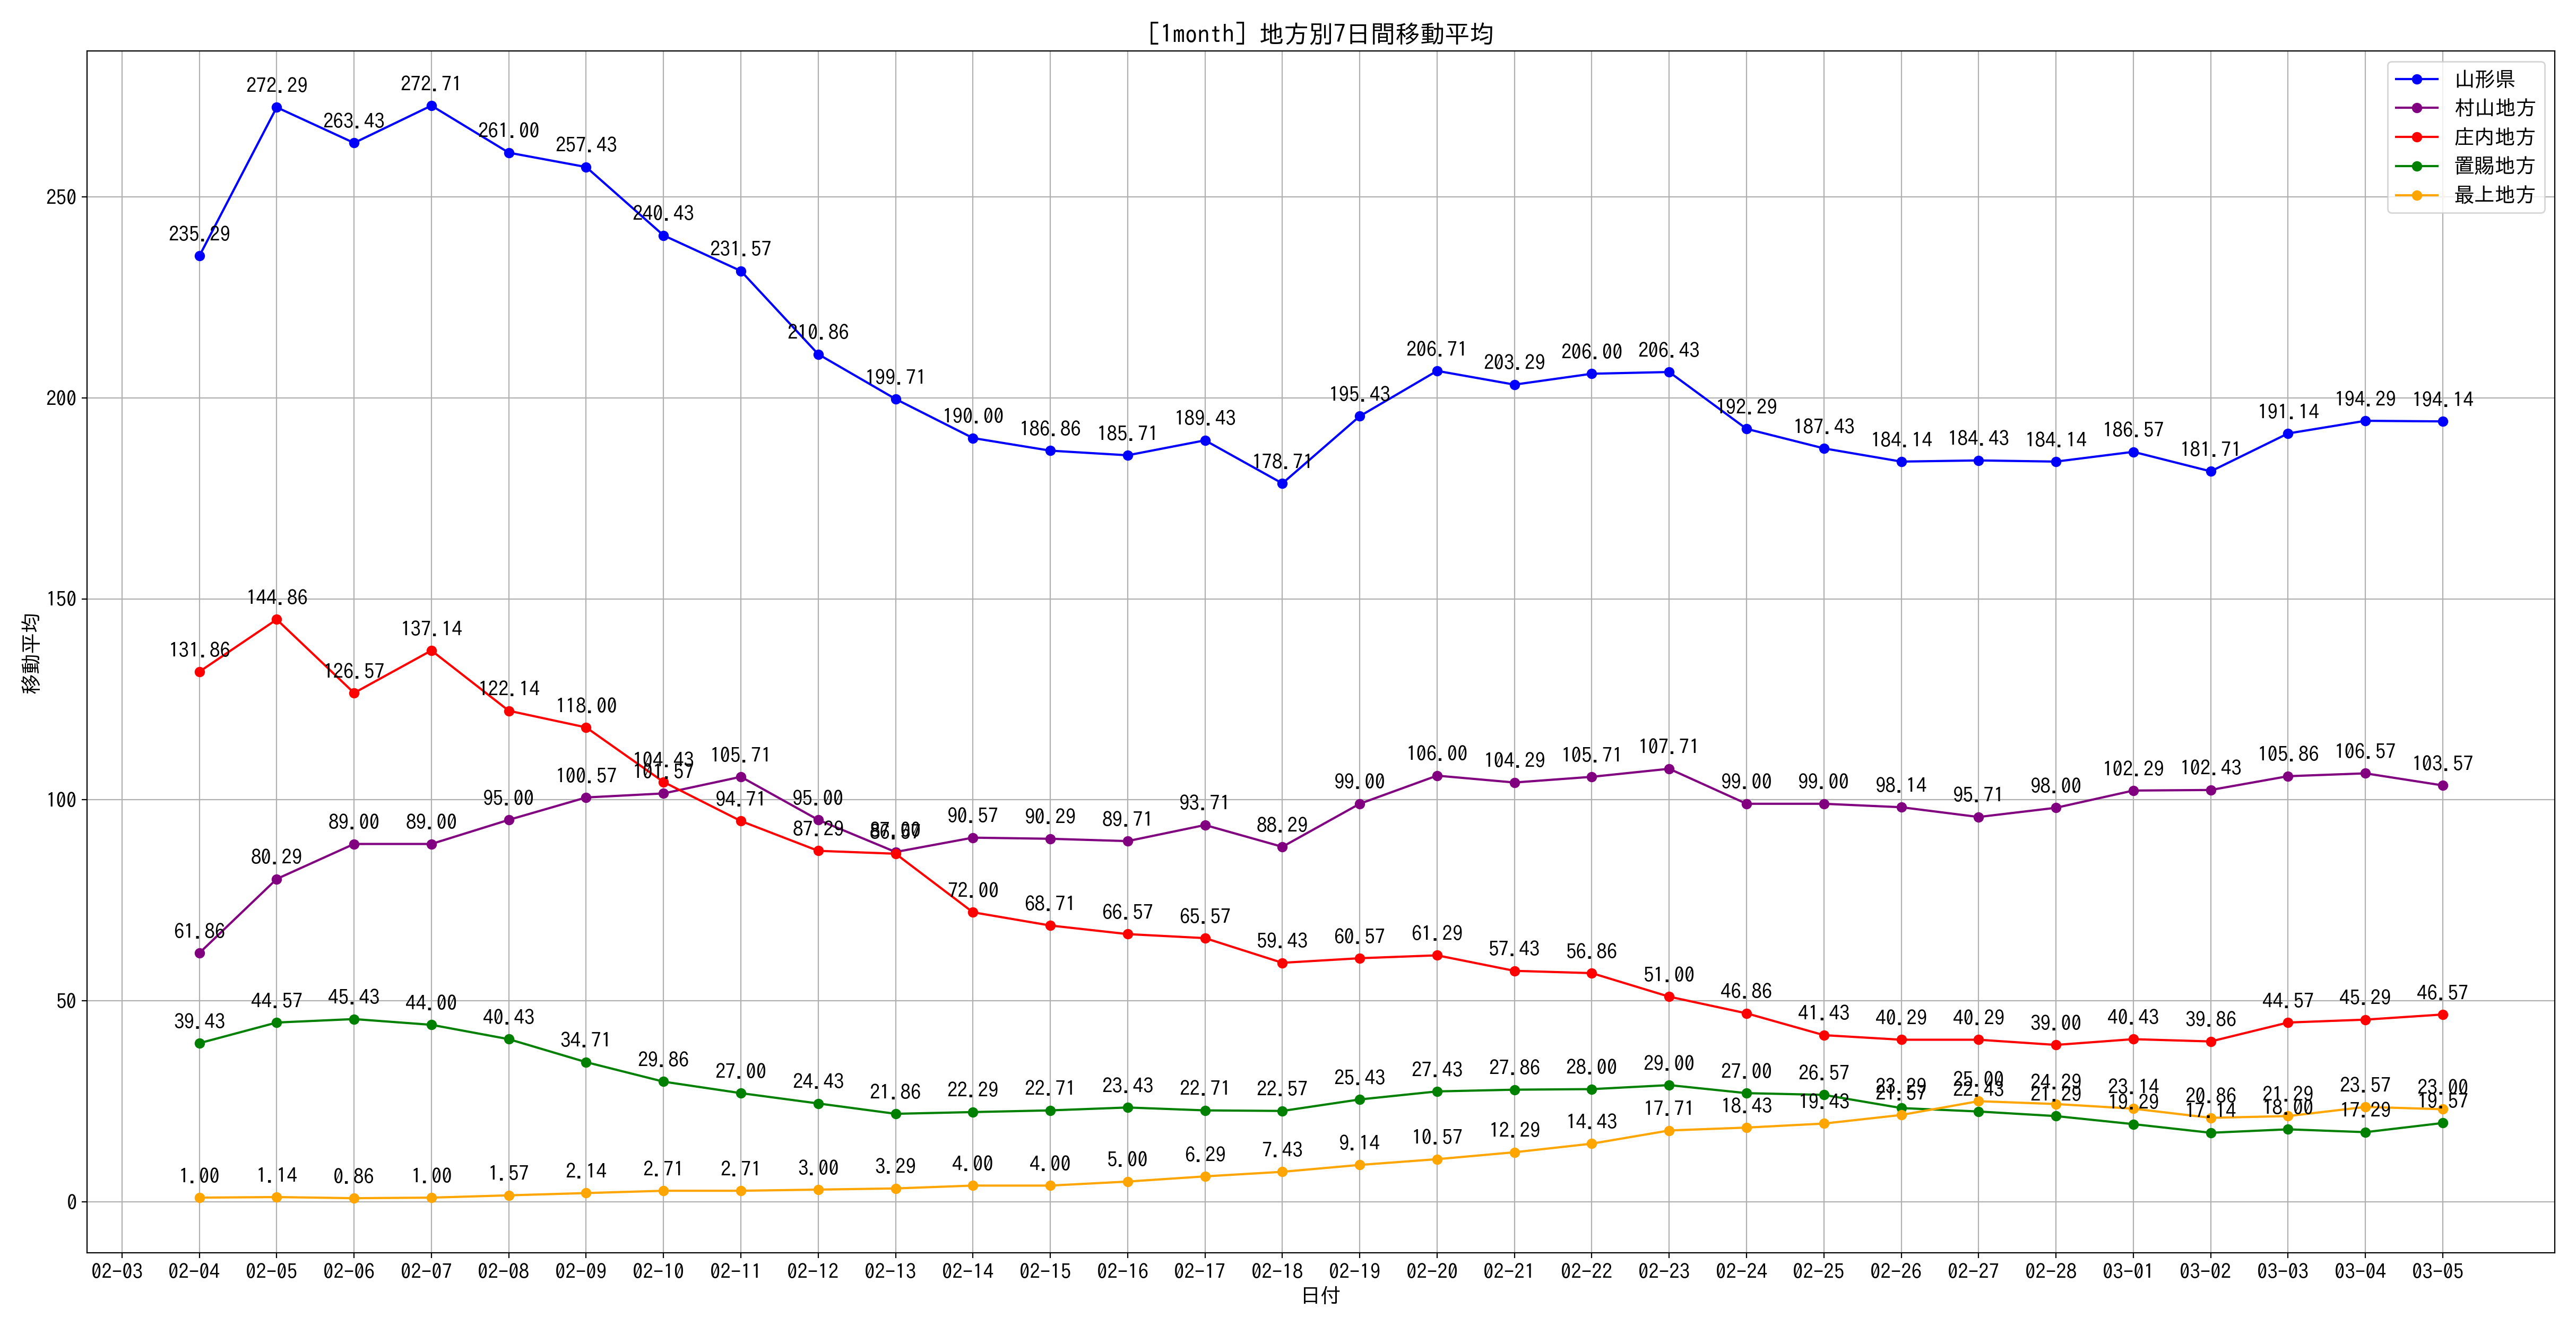 [1month] 地方別7日間移動平均
山形県
村山地方
庄内地方
置賜地方
最上地方
移動平均
250
200
150
100
50
0
235.29 272.29 263.43 272.71 261.00 257.43 240.43 231.57 210.86 199.71 190.00 186.86 185.71 189.43 178.71 195.43 206.71 203.29 206.00 206.43 192.29 187.43 184.14 184.43 184.14 186.57 181.71 191.14 194.29 194.14
131.86 144.86 126.57 137.14 122.14 118.00 104.43 94.71 87.29 86.57 72.00 68.71 66.57 65.57 59.43 60.57 61.29 57.43 56.86 51.00 46.86 41.43 40.29 40.29 39.00 40.43 39.86 44.57 45.29 46.57
61.86 80.29 89.00 89.00 95.00 100.57 101.57 105.71 95.00 87.00 90.57 90.29 89.71 93.71 88.29 99.00 106.00 104.29 105.71 107.71 99.00 99.00 98.14 95.71 98.00 102.29 102.43 105.86 106.57 103.57
39.43 44.57 45.43 44.00 40.43 34.71 29.86 27.00 24.43 21.86 22.29 22.71 23.43 22.71 22.57 25.43 27.43 27.86 28.00 29.00 27.00 26.57 23.29 22.43 21.29 19.29 17.14 18.00 17.29 19.57
1.00 1.14 0.86 1.00 1.57 2.14 2.71 2.71 3.00 3.29 4.00 4.00 5.00 6.29 7.43 9.14 10.57 12.29 14.43 17.71 18.43 19.43 21.57 25.00 24.29 23.14 20.86 21.29 23.57 23.00
02-03 02-04 02-05 02-06 02-07 02-08 02-09 02-10 02-11 02-12 02-13 02-14 02-15 02-16 02-17 02-18 02-19 02-20 02-21 02-22 02-23 02-24 02-25 02-26 02-27 02-28 03-01 03-02 03-03 03-04 03-05
日付